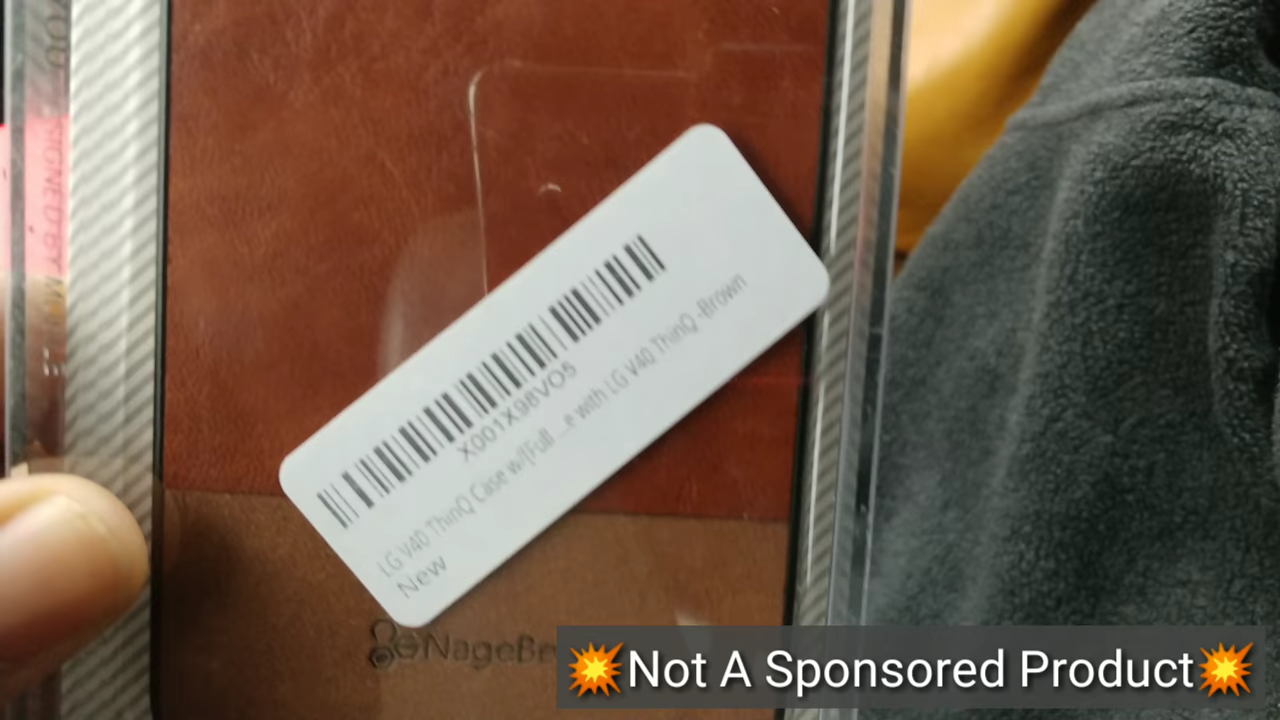 X001X98VO5
LG V40 ThinQ Case w/[Full ...e with LG V40 ThinQ -Brown
New
NageBe
💥Not A Sponsored Product💥